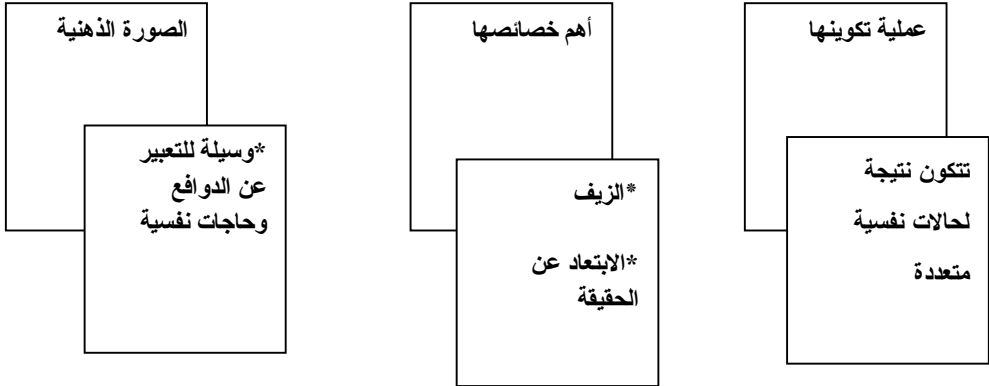 عملية تكوينها
تتكون نتيجة
لحالات نفسية
متعددة
أهم خصائصها
*الزيف
*الابتعاد عن
الحقيقة
الصورة الذهنية
*وسيلة للتعبير
عن الدوافع
وحاجات نفسية